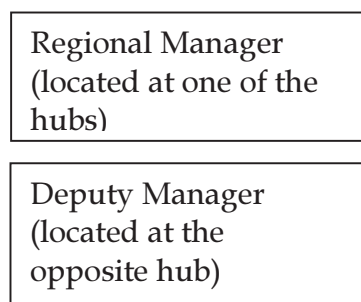 Regional Manager
(located at one of the
hubs)
Deputy Manager
(located at the
opposite hub)